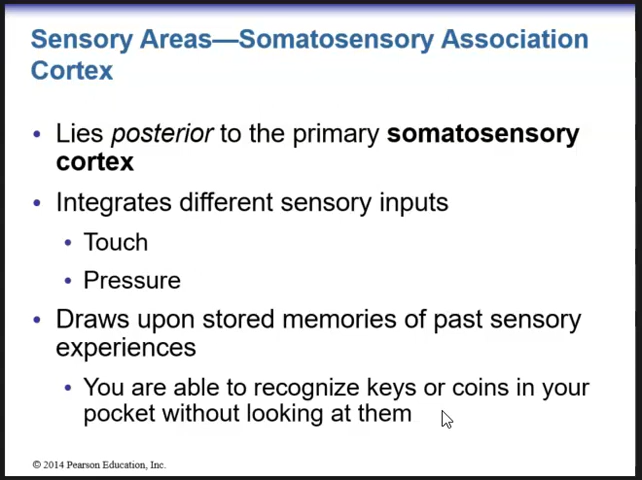 Sensory Areas—Somatosensory Association
Cortex
• Lies posterior to the primary somatosensory
cortex
• Integrates different sensory inputs
• Touch
• Pressure
• Draws upon stored memories of past sensory
experiences
• You are able to recognize keys or coins in your
pocket without looking at them
© 2014 Pearson Education, Inc.